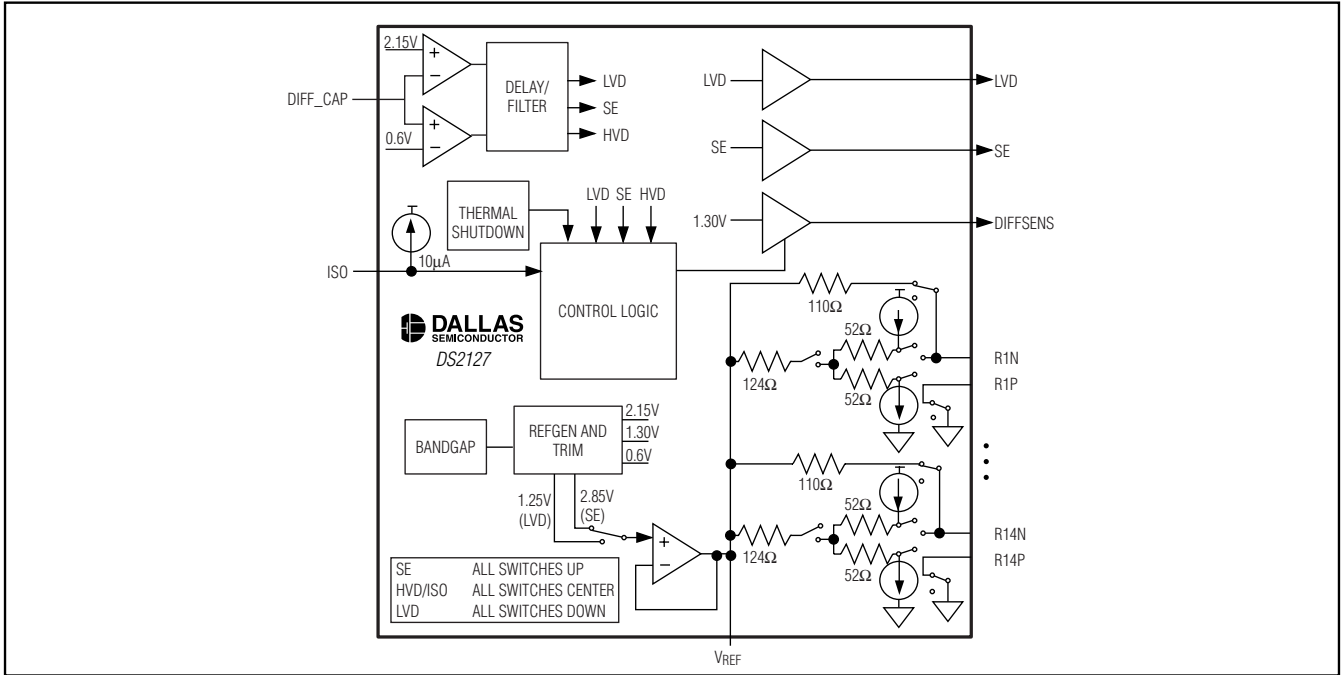 2.15V
+
−
DIFF_CAP
+
−
0.6V
DELAY/
FILTER
LVD
SE
HVD
LVD
LVD
SE
SE
1.30V
DIFFSENS
THERMAL
SHUTDOWN
LVD SE HVD
10μA
ISO
CONTROL LOGIC
DALLAS
SEMICONDUCTOR
DS2127
110Ω
52Ω
124Ω
52Ω
R1N
R1P
BANDGAP
REFGEN AND
TRIM
2.15V
1.30V
0.6V
1.25V
(LVD)
2.85V
(SE)
+
−
110Ω
52Ω
124Ω
52Ω
R14N
R14P
SE ALL SWITCHES UP
HVD/ISO ALL SWITCHES CENTER
LVD ALL SWITCHES DOWN
VREF